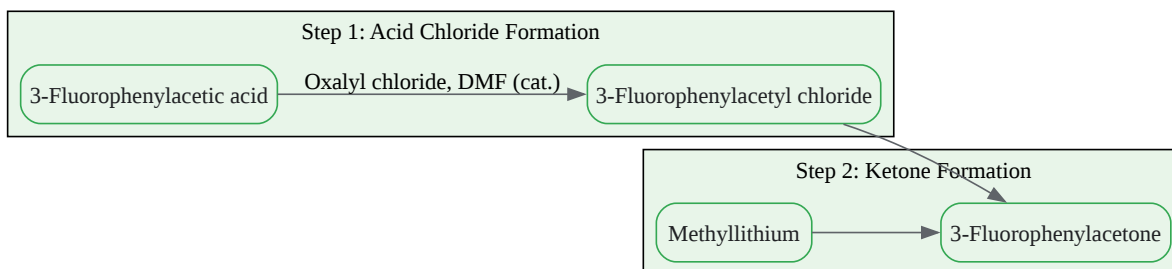 Step 1: Acid Chloride Formation
3-Fluorophenylacetic acid
Oxalyl chloride, DMF (cat.)
3-Fluorophenylacetyl chloride
Step 2: Ketone Formation
Methyllithium
3-Fluorophenylacetone